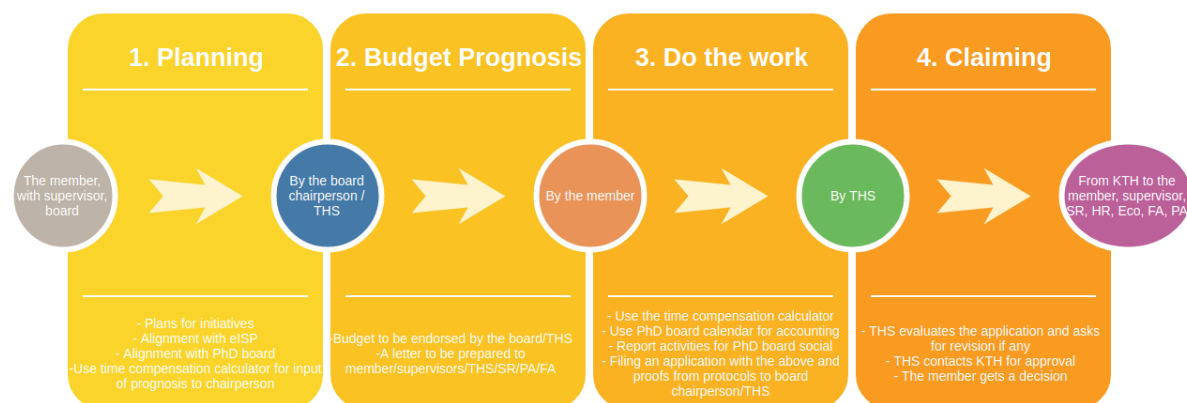 1. Planning
2. Budget Prognosis
3. Do the work
4. Claiming
The member,
with supervisor,
board
By the board
chairperson /
THS
By the member
By THS
From KTH to the
member, supervisor,
SR, HR, Eco, FA, PA
- Plans for initiatives
- Alignment with eISP
- Alignment with PhD board
-Use time compensation calculator for input
of prognosis to chairperson
-Budget to be endorsed by the board/THS
-A letter to be prepared to
member/supervisors/THS/SR/PA/FA
- Use the time compensation calculator
- Use PhD board calendar for accounting
- Report activities for PhD board social
- Filing an application with the above and
proofs from protocols to board
chairperson/THS
- THS evaluates the application and asks
for revision if any
- THS contacts KTH for approval
- The member gets a decision